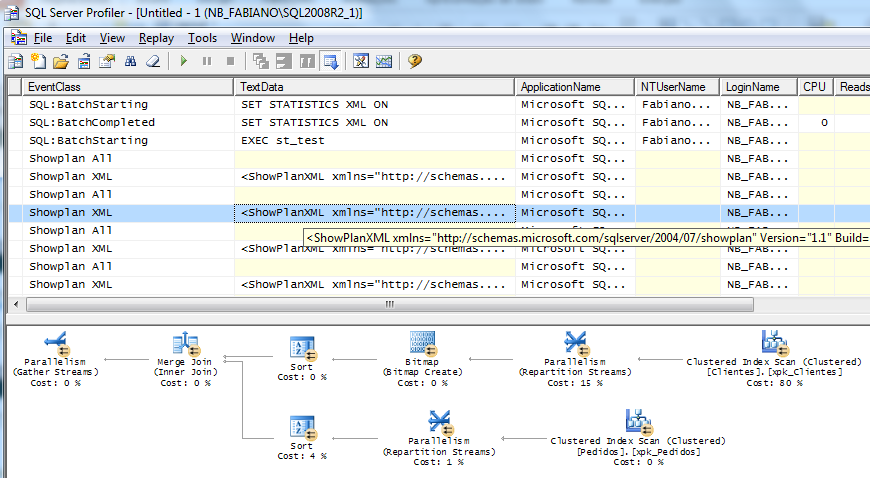 SQL Server Profiler - [Untitled - 1 (NB_FABIANO\SQL2008R2_1)]
File Edit View Replay Tools Window Help
EventClass TextData ApplicationName NTUserName LoginName CPU Reads
SQL:BatchStarting SET STATISTICS XML ON Microsoft SQ... Fabiano... NB_FAB...
SQL:BatchCompleted SET STATISTICS XML ON Microsoft SQ... Fabiano... NB_FAB... 0
SQL:BatchStarting EXEC st_test Microsoft SQ... Fabiano... NB_FAB...
Showplan All Microsoft SQ... NB_FAB...
Showplan XML <ShowPlanXML xmlns="http://schemas.... Microsoft SQ... NB_FAB...
Showplan All Microsoft SQ... NB_FAB...
Showplan XML <ShowPlanXML xmlns="http://schemas.... Microsoft SQ... NB_FAB...
Showplan All
<ShowPlanXML xmlns="http://schemas.microsoft.com/sqlserver/2004/07/showplan" Version="1.1" Build=
Showplan XML <ShowPlanXML xmlns="http://schemas.... Microsoft SQ... NB_FAB...
Showplan All Microsoft SQ... NB_FAB...
Showplan XML <ShowPlanXML xmlns="http://schemas.... Microsoft SQ... NB_FAB...
Parallelism
(Gather Streams)
Cost: 0 %
Merge Join
(Inner Join)
Cost: 0 %
Sort
Cost: 0 %
Bitmap
(Bitmap Create)
Cost: 0 %
Parallelism
(Repartition Streams)
Cost: 15 %
Clustered Index Scan (Clustered)
[Clientes].[xpk_Clientes]
Cost: 80 %
Sort
Cost: 4 %
Parallelism
(Repartition Streams)
Cost: 1 %
Clustered Index Scan (Clustered)
[Pedidos].[xpk_Pedidos]
Cost: 0 %